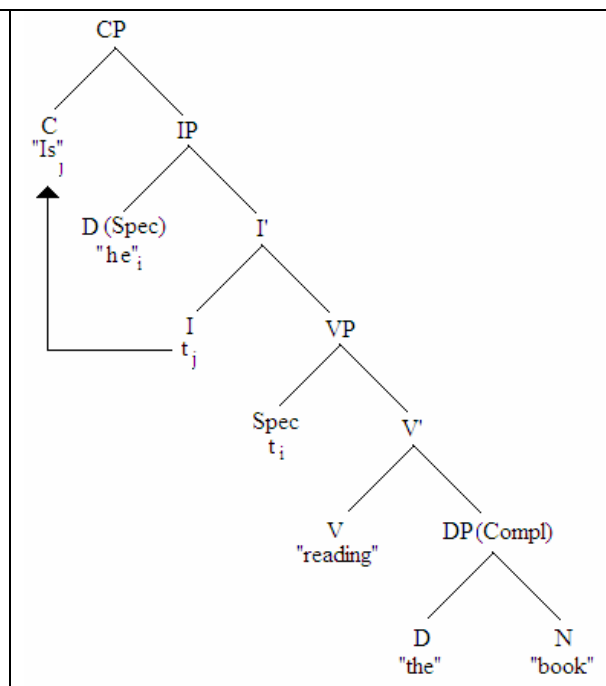 CP
C IP
"Is"j
D (Spec) I'
"he"i
I VP
tj
Spec V'
ti
V DP (Compl)
"reading"
D N
"the" "book"